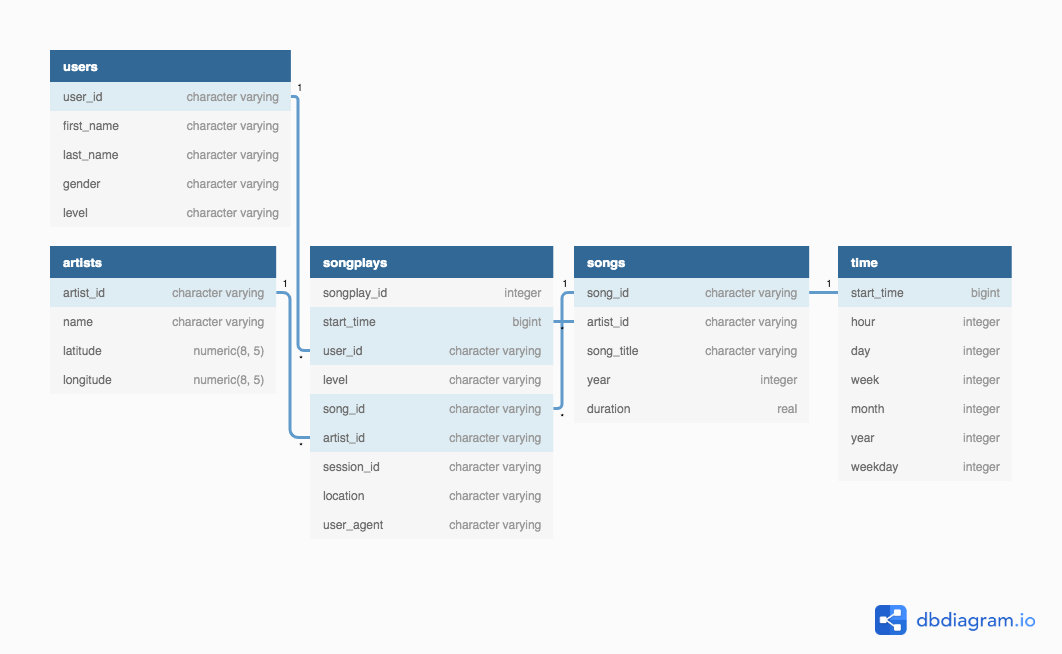 users
user_id character varying
first_name character varying
last_name character varying
gender character varying
level character varying
1
artists
artist_id character varying
name character varying
latitude numeric(8, 5)
longitude numeric(8, 5)
1
songplays
songplay_id integer
start_time bigint
user_id character varying
level character varying
song_id character varying
artist_id character varying
session_id character varying
location character varying
user_agent character varying
*
*
*
*
1
songs
song_id character varying
artist_id character varying
song_title character varying
year integer
duration real
1
time
start_time bigint
hour integer
day integer
week integer
month integer
year integer
weekday integer
dbdiagram.io